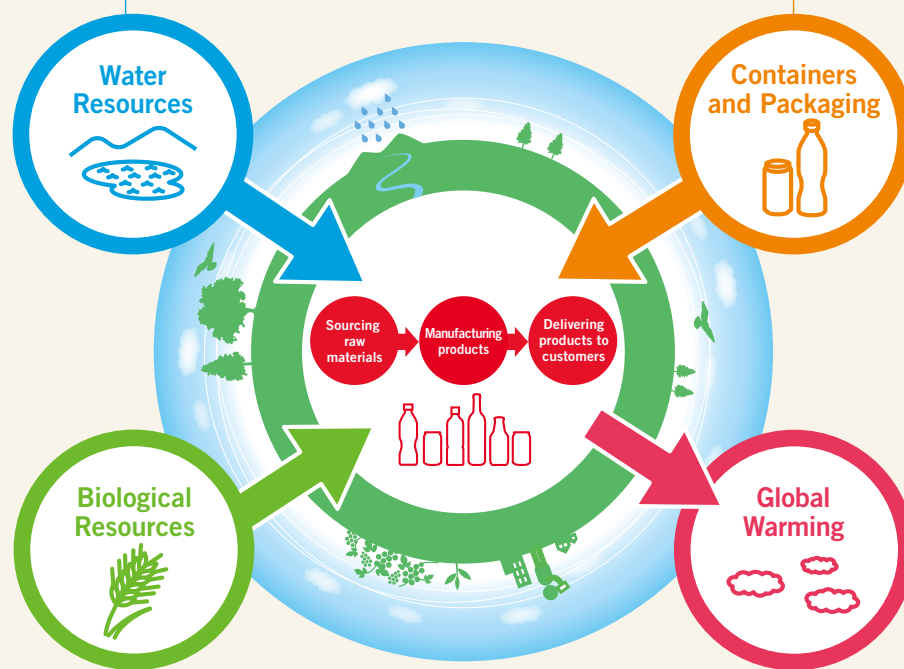 Water
Resources
Containers
and Packaging
Sourcing
raw
materials
Manufacturing
products
Delivering
products to
customers
Biological
Resources
Global
Warming